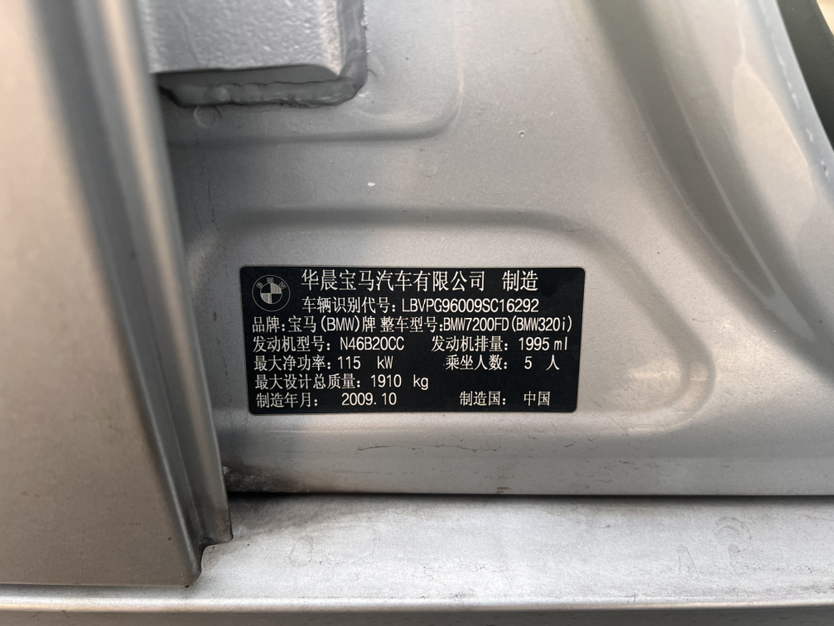 华晨宝马汽车有限公司 制造
车辆识别代号: LBVPG96009SC16292
品牌:宝马(BMW)牌 整车型号:BMW7200FD(BMW320i)
发动机型号: N46B20CC 发动机排量: 1995 ml
最大净功率: 115 kW 乘坐人数: 5 人
最大设计总质量: 1910 kg
制造年月: 2009.10 制造国: 中国